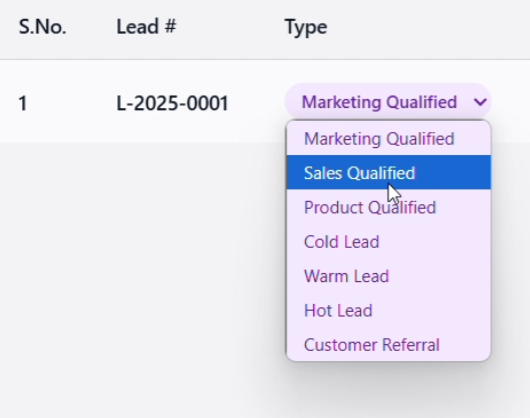 S.No. Lead # Type
1 L-2025-0001 Marketing Qualified
Marketing Qualified
Sales Qualified
Product Qualified
Cold Lead
Warm Lead
Hot Lead
Customer Referral